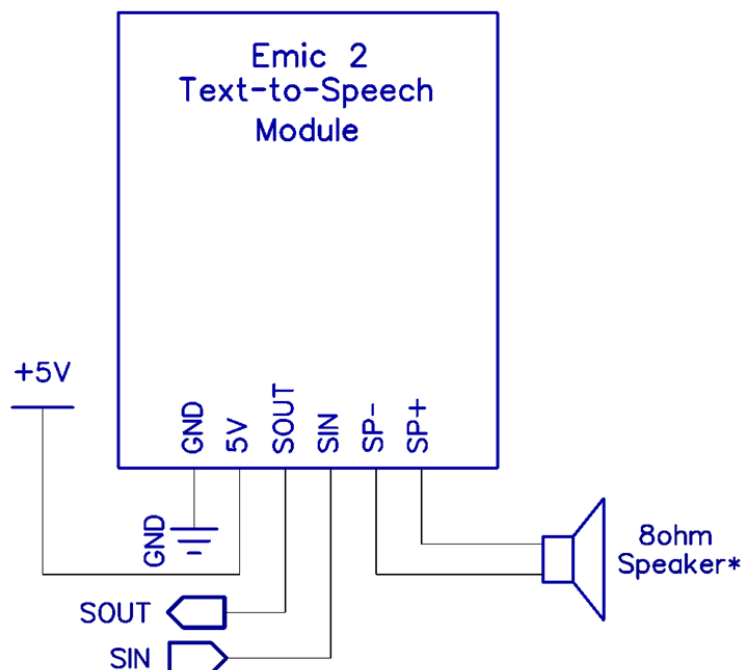 Emic 2
Text-to-Speech
Module
+5V
GND
5V
SOUT
SIN
SP-
SP+
GND
8ohm
Speaker*
SOUT
SIN